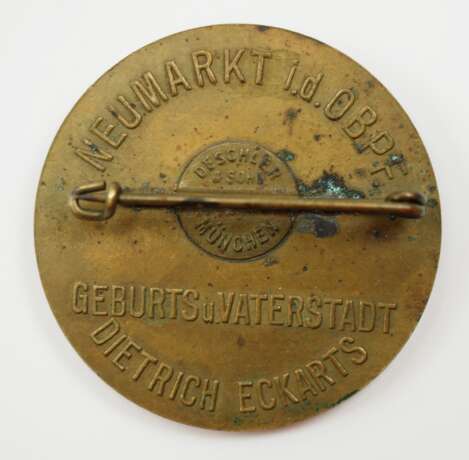 NEUMARKT i.d. OBPF
DESCHLER
& SOHN
MÜNCHEN
GEBURTS u. VATERSTADT
DIETRICH ECKARTS